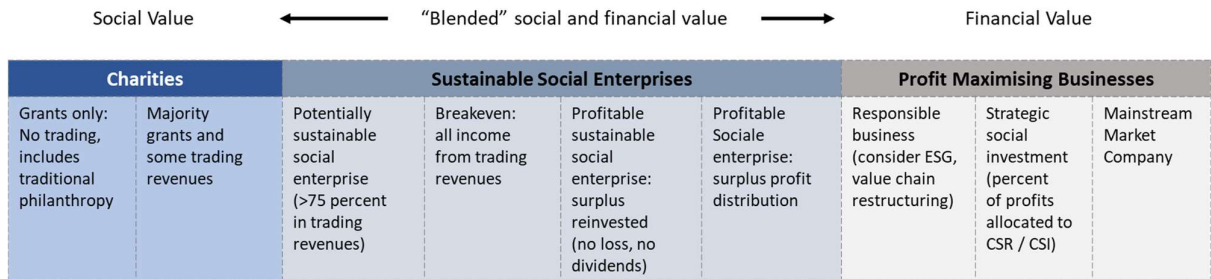 Social Value
“Blended” social and financial value
Financial Value
Charities
Sustainable Social Enterprises
Profit Maximising Businesses
Grants only:
No trading,
includes
traditional
philanthropy
Majority
grants and
some trading
revenues
Potentially
sustainable
social
enterprise
(>75 percent
in trading
revenues)
Breakeven:
all income
from trading
revenues
Profitable
sustainable
social
enterprise:
surplus
reinvested
(no loss, no
dividends)
Profitable
Sociale
enterprise:
surplus profit
distribution
Responsible
business
(consider ESG,
value chain
restructuring)
Strategic
social
investment
(percent
of profits
allocated to
CSR / CSI)
Mainstream
Market
Company